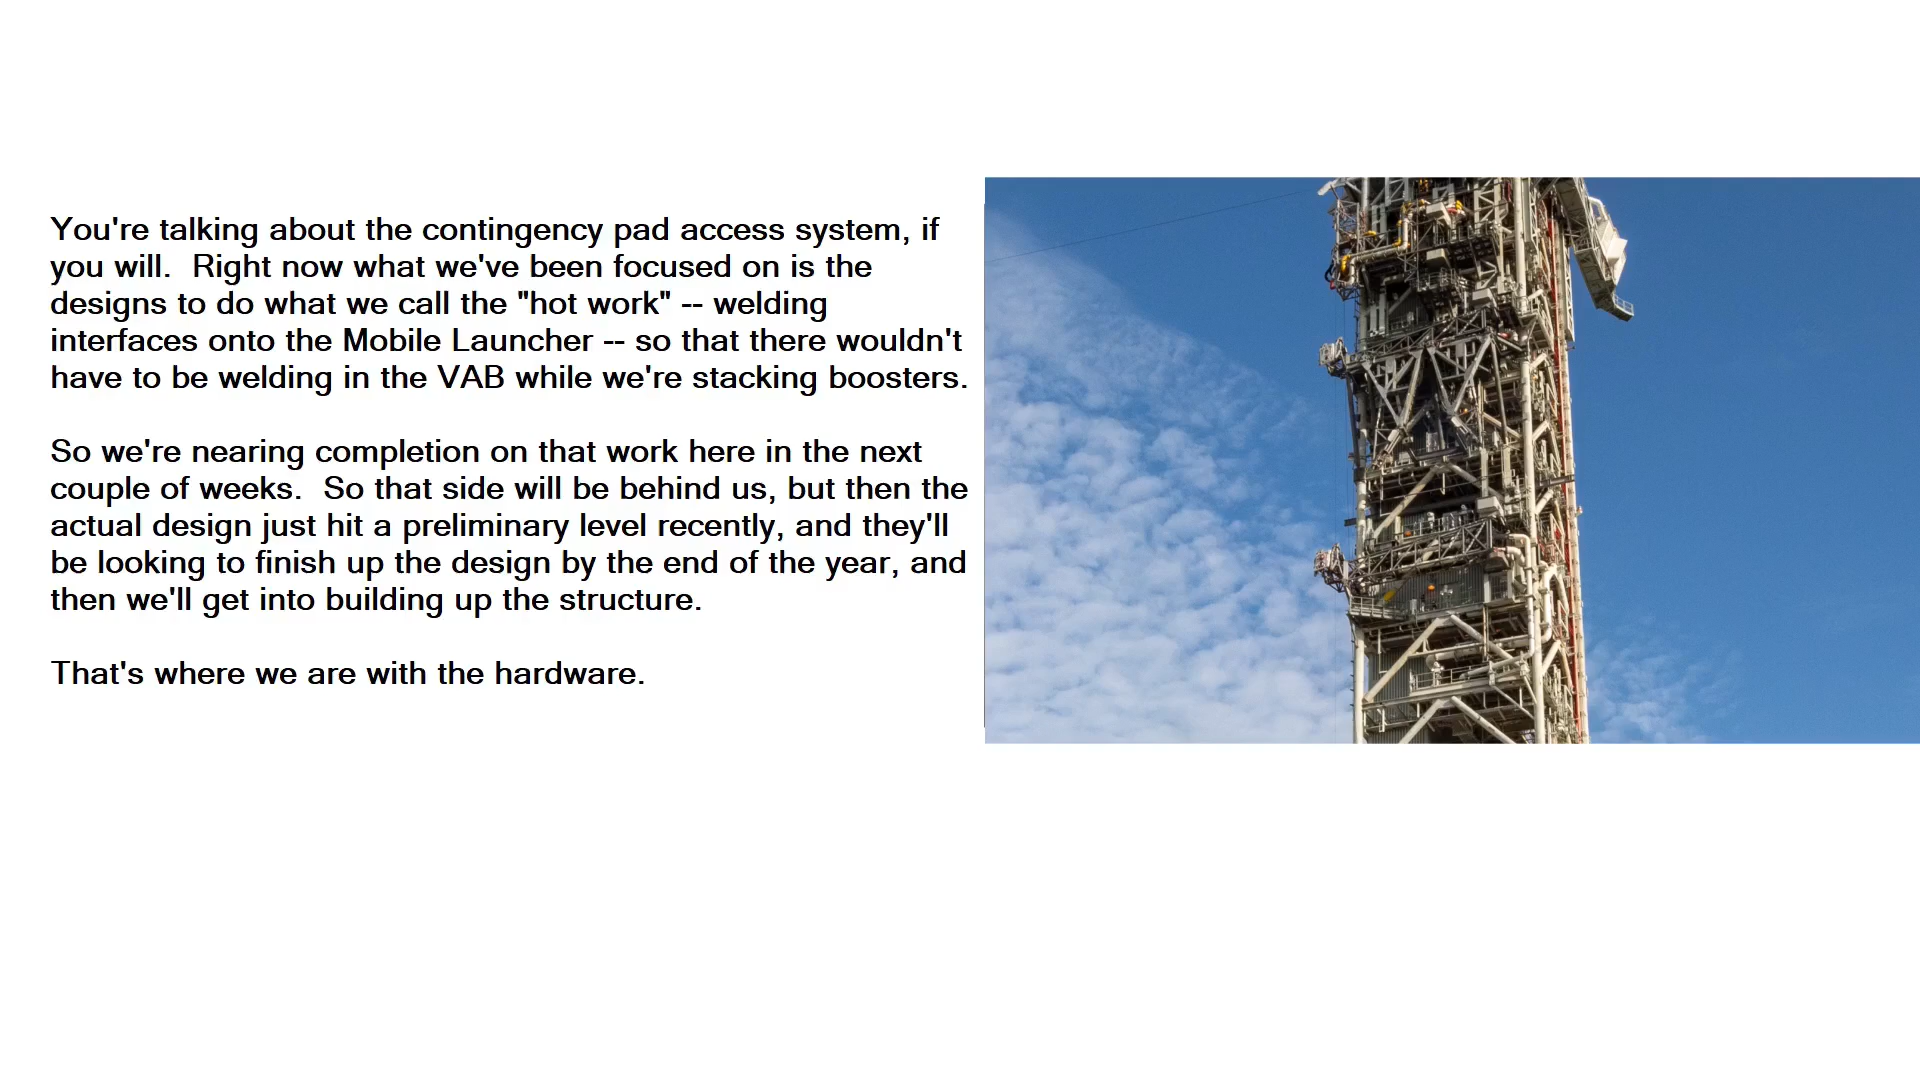 You're talking about the contingency pad access system, if
you will.  Right now what we've been focused on is the
designs to do what we call the "hot work" -- welding
interfaces onto the Mobile Launcher -- so that there wouldn't
have to be welding in the VAB while we're stacking boosters.
So we're nearing completion on that work here in the next
couple of weeks.  So that side will be behind us, but then the
actual design just hit a preliminary level recently, and they'll
be looking to finish up the design by the end of the year, and
then we'll get into building up the structure.
That's where we are with the hardware.